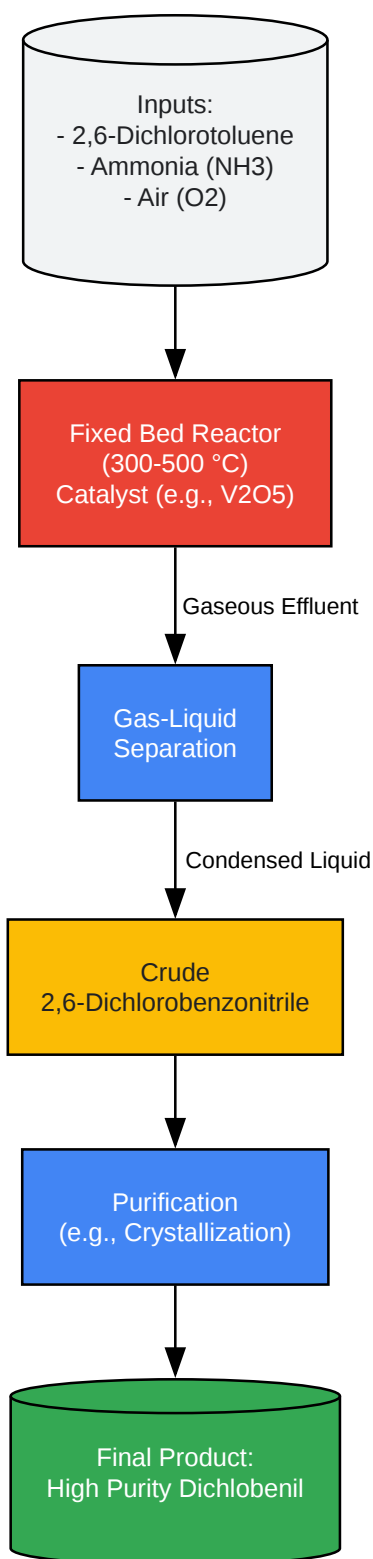 Inputs:
- 2,6-Dichlorotoluene
- Ammonia (NH3)
- Air (O2)
Fixed Bed Reactor
(300-500 °C)
Catalyst (e.g., V2O5)
Gaseous Effluent
Gas-Liquid
Separation
Condensed Liquid
Crude
2,6-Dichlorobenzonitrile
Purification
(e.g., Crystallization)
Final Product:
High Purity Dichlobenil